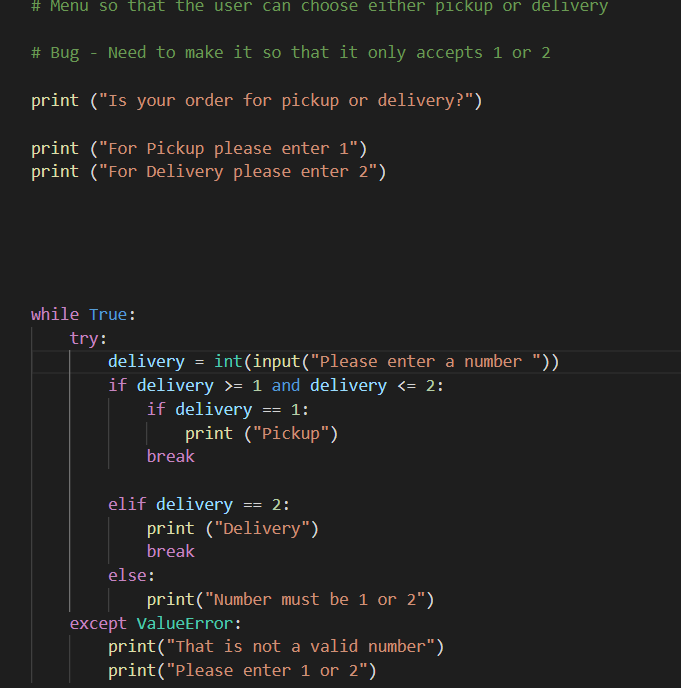 # Menu so that the user can choose either pickup or delivery
# Bug - Need to make it so that it only accepts 1 or 2
print ("Is your order for pickup or delivery?")
print ("For Pickup please enter 1")
print ("For Delivery please enter 2")
while True:
    try:
        delivery = int(input("Please enter a number "))
        if delivery >= 1 and delivery <= 2:
            if delivery == 1:
                print ("Pickup")
            break
        elif delivery == 2:
            print ("Delivery")
            break
        else:
            print("Number must be 1 or 2")
    except ValueError:
        print("That is not a valid number")
        print("Please enter 1 or 2")